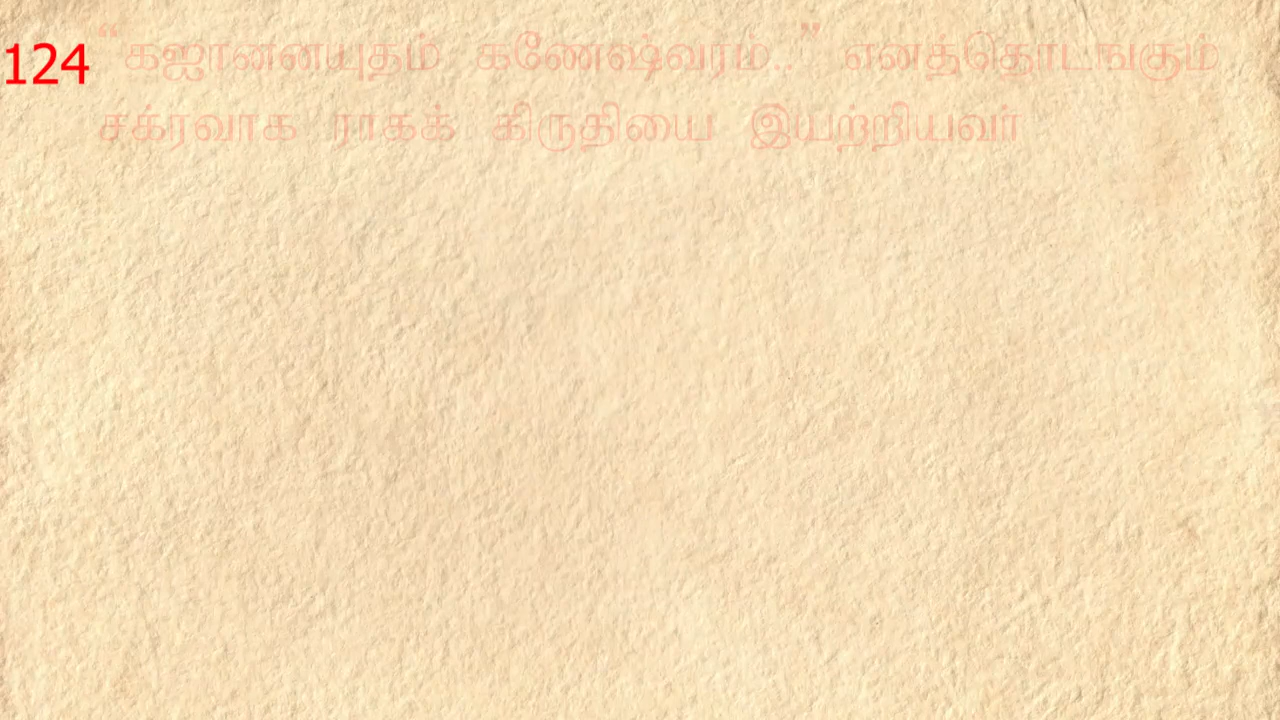 124 “கஜானனயுதம் கணேஷ்வரம..” எனத்தொடங்கும்
சக்ரவாக ராகக் கிருதியை இயற்றியவர்